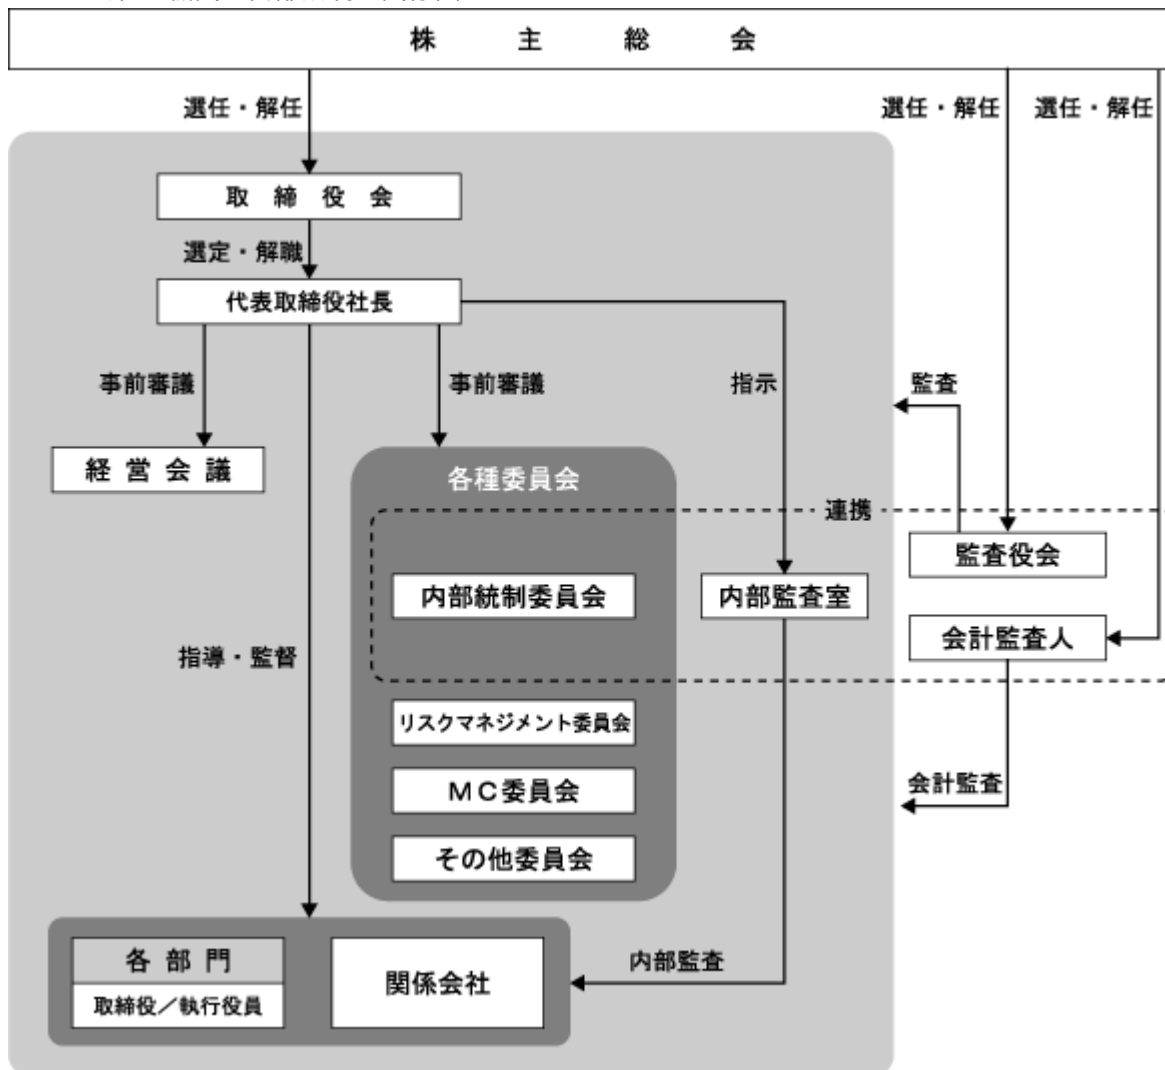 株主総会
選任・解任
選任・解任
選任・解任
取締役会
選定・解職
代表取締役社長
事前審議
事前審議
指示
監査
経営会議
各種委員会
連携
監査役会
内部統制委員会
内部監査室
会計監査人
指導・監督
リスクマネジメント委員会
MC委員会
会計監査
その他委員会
各部門
内部監査
関係会社
取締役／執行役員